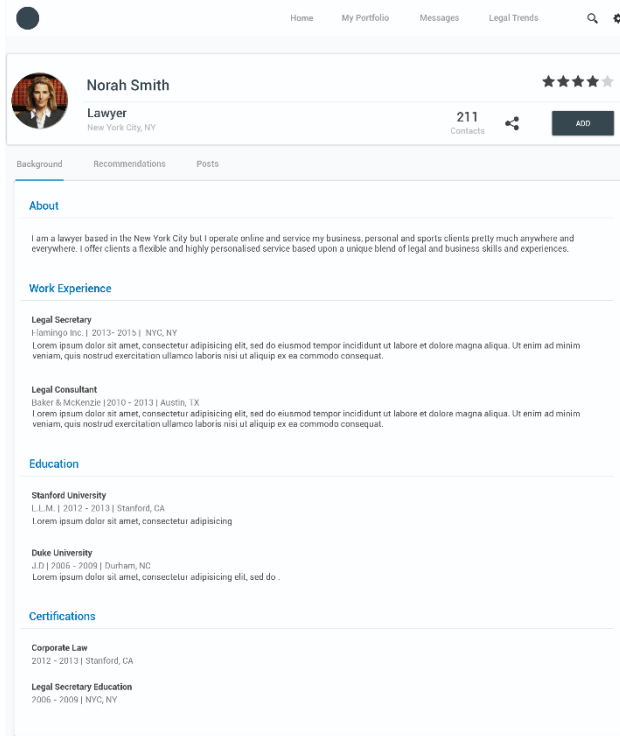 Home My Portfolio Messages Legal Trends
Norah Smith
Lawyer
New York City, NY
211
Contacts
ADD
Background Recommendations Posts
About
I am a lawyer based in the New York City but I operate online and service my business, personal and sports clients pretty much anywhere and
everywhere. I offer clients a flexible and highly personalised service based upon a unique blend of legal and business skills and experiences.
Work Experience
Legal Secretary
Flamingo Inc. | 2013- 2015 | NYC, NY
Lorem ipsum dolor sit amet, consectetur adipisicing elit, sed do eiusmod tempor incididunt ut labore et dolore magna aliqua. Ut enim ad minim
veniam, quis nostrud exercitation ullamco laboris nisi ut aliquip ex ea commodo consequat.
Legal Consultant
Baker & McKenzie | 2010 - 2013 | Austin, TX
Lorem ipsum dolor sit amet, consectetur adipisicing elit, sed do eiusmod tempor incididunt ut labore et dolore magna aliqua. Ut enim ad minim
veniam, quis nostrud exercitation ullamco laboris nisi ut aliquip ex ea commodo consequat.
Education
Stanford University
L.L.M. | 2012 - 2013 | Stanford, CA
Lorem ipsum dolor sit amet, consectetur adipisicing
Duke University
J.D | 2006 - 2009 | Durham, NC
Lorem ipsum dolor sit amet, consectetur adipisicing elit, sed do .
Certifications
Corporate Law
2012 - 2013 | Stanford, CA
Legal Secretary Education
2006 - 2009 | NYC, NY